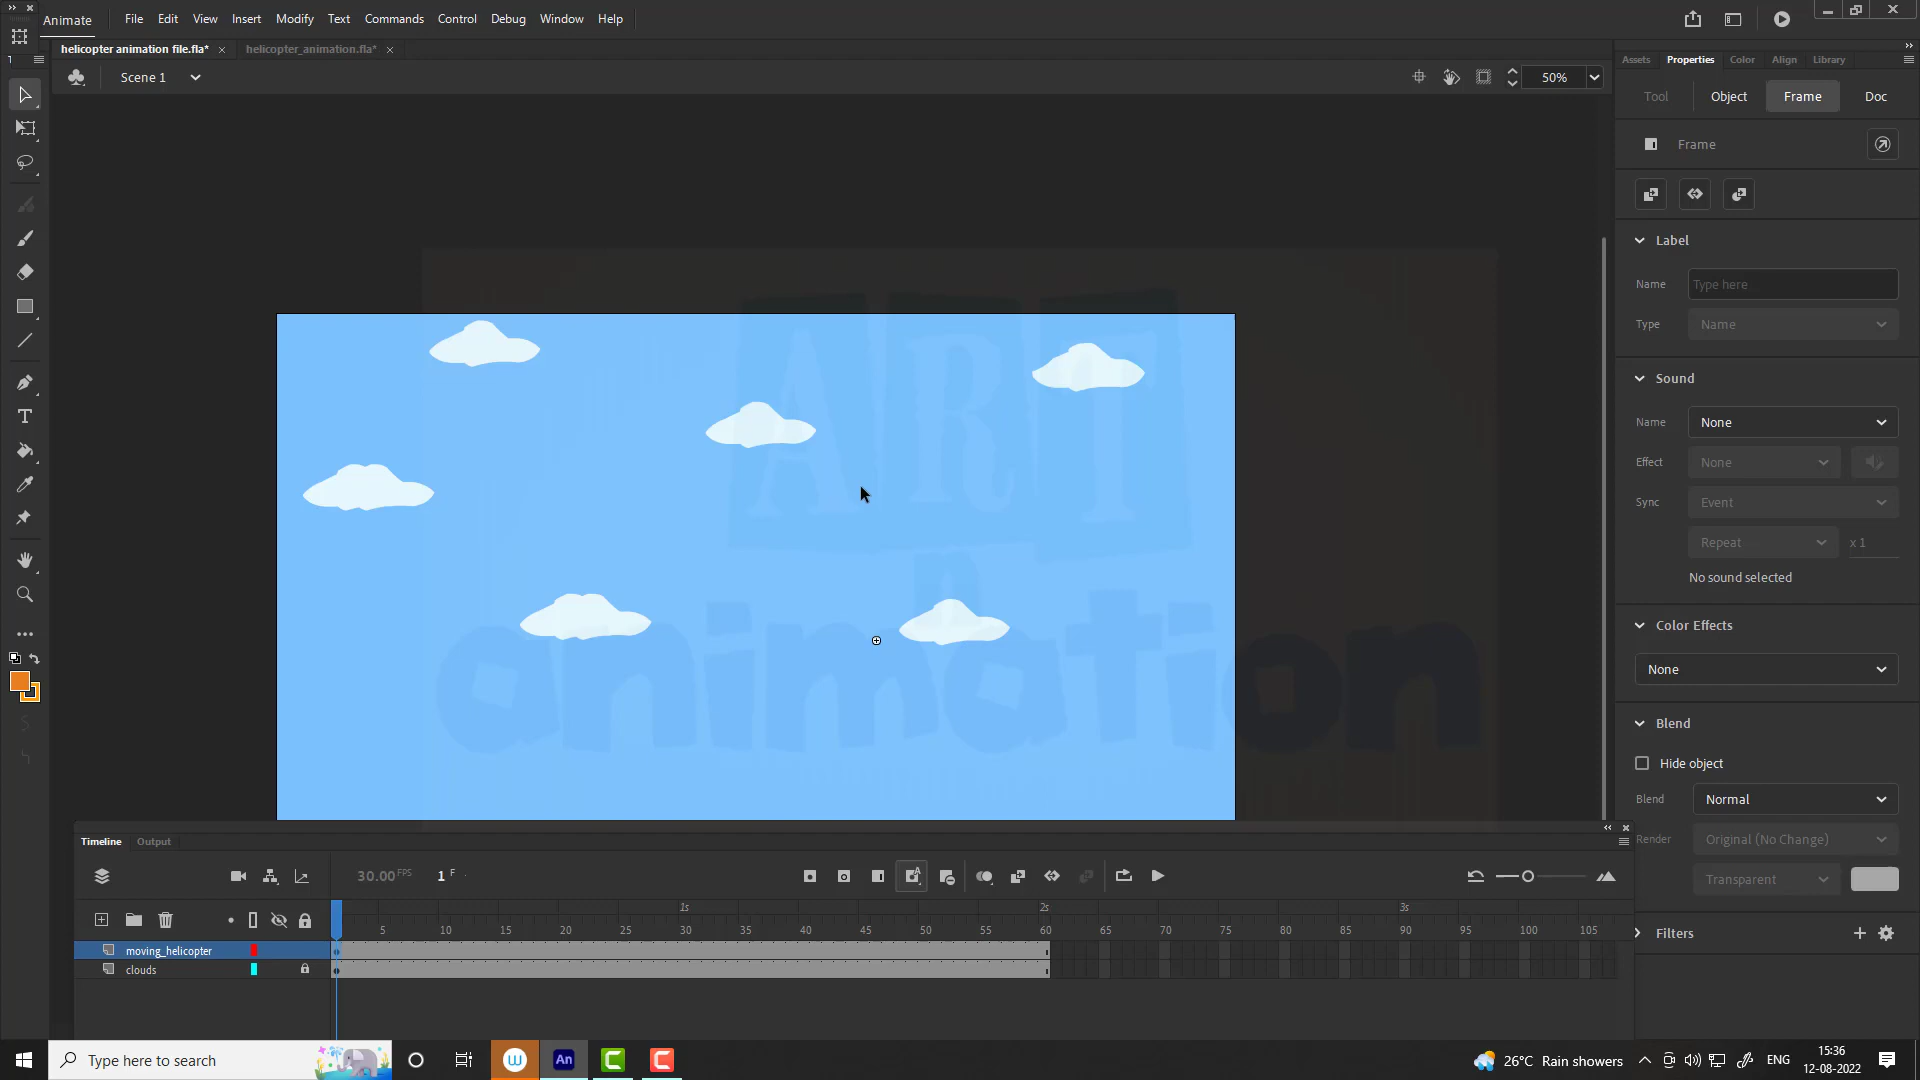 Animate File Edit View Insert Modify Text Commands Control Debug Window Help
helicopter animation file.fla* helicopter_animation.fla*
Scene 1 50%
Assets Properties Color Align Library
Tool Object Frame Doc
Frame
Label
Name Type here
Type Name
Sound
Name None
Effect None
Sync Event
Repeat x 1
No sound selected
Color Effects
None
Blend
Hide object
Blend Normal
Render Original (No Change)
Transparent
Filters
ART
animation
Timeline Output
30.00 FPS 1 F
1s 2s 3s
5 10 15 20 25 30 35 40 45 50 55 60 65 70 75 80 85 90 95 100 105
moving_helicopter
clouds
Type here to search
W An C C
26°C Rain showers
ENG
15:36
12-08-2022